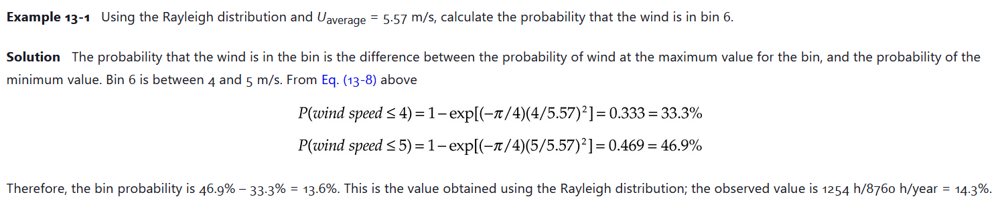 Example 13-1 Using the Rayleigh distribution and Uaverage = 5.57 m/s, calculate the probability that the wind is in bin 6.
Solution The probability that the wind is in the bin is the difference between the probability of wind at the maximum value for the bin, and the probability of the
minimum value. Bin 6 is between 4 and 5 m/s. From Eq. (13-8) above
P(wind speed ≤ 4) = 1 − exp[(−π/4)(4/5.57)²] = 0.333 = 33.3%
P(wind speed ≤ 5) = 1 − exp[(−π/4)(5/5.57)²] = 0.469 = 46.9%
Therefore, the bin probability is 46.9% – 33.3% = 13.6%. This is the value obtained using the Rayleigh distribution; the observed value is 1254 h/8760 h/year = 14.3%.